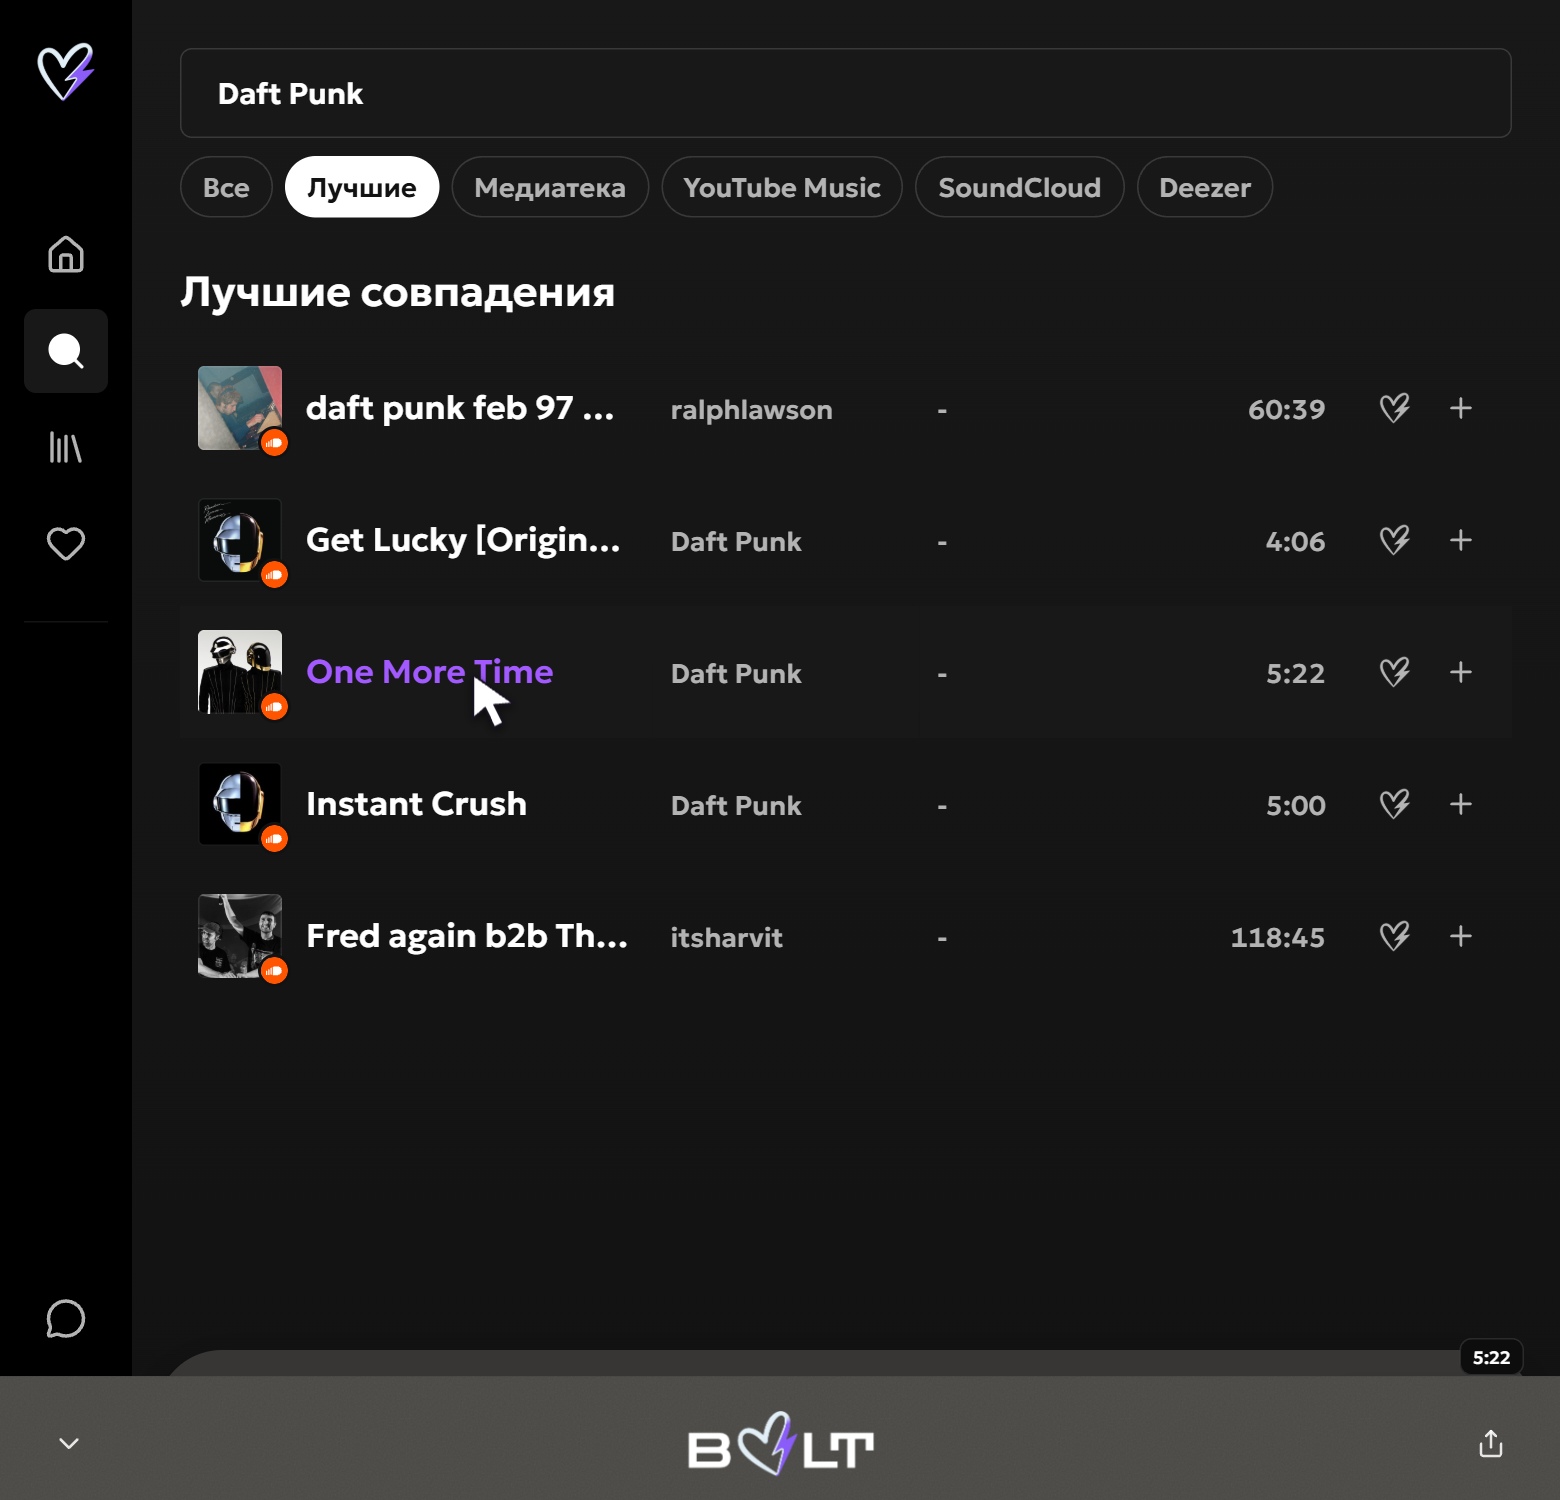 Daft Punk
Все Лучшие Медиатека YouTube Music SoundCloud Deezer
Лучшие совпадения
daft punk feb 97 ... ralphlawson - 60:39
Get Lucky [Origin... Daft Punk - 4:06
One More Time Daft Punk - 5:22
Instant Crush Daft Punk - 5:00
Fred again b2b Th... itsharvit - 118:45
5:22
BOLT